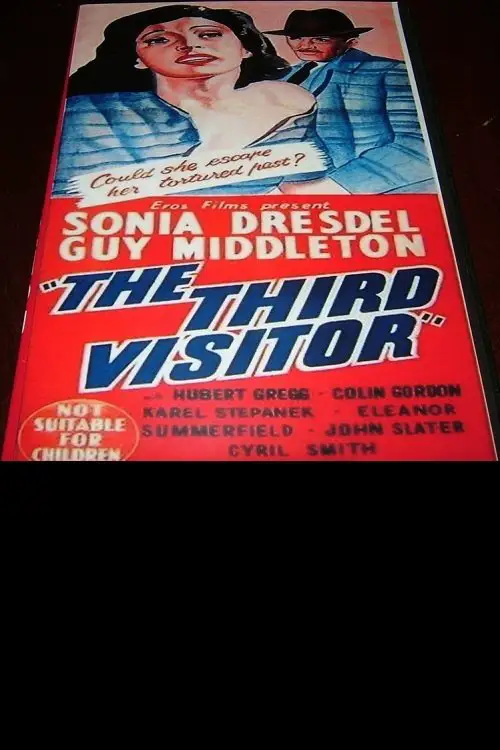 Could she escape
her tortured past?
Eros Films present
SONIA DRESDEL
GUY MIDDLETON
"THE THIRD
VISITOR"
with HUBERT GREGG - COLIN GORDON
KAREL STEPANEK - ELEANOR
SUMMERFIELD - JOHN SLATER
CYRIL SMITH
NOT
SUITABLE
FOR
CHILDREN